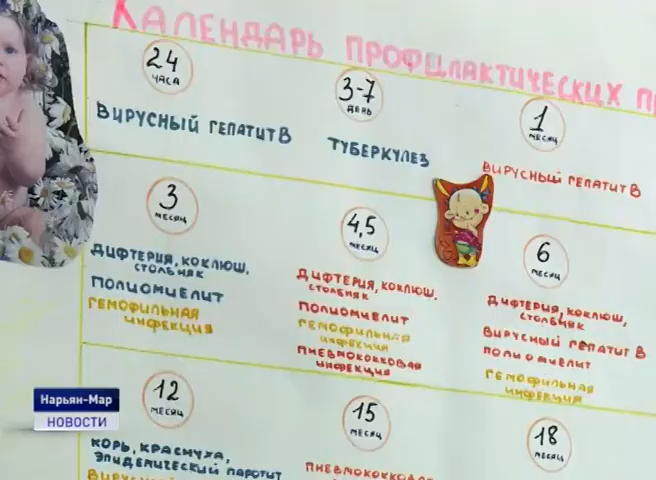 КАЛЕНДАРЬ ПРОФИЛАКТИЧЕСКИХ
24
ЧАСА
ВИРУСНЫЙ ГЕПАТИТ В
3-7
ДЕНЬ
ТУБЕРКУЛЕЗ
1
МЕСЯЦ
ВИРУСНЫЙ ГЕПАТИТ В
3
МЕСЯЦ
ДИФТЕРИЯ, КОКЛЮШ,
СТОЛБНЯК
ПОЛИОМИЕЛИТ
ГЕМОФИЛЬНАЯ
ИНФЕКЦИЯ
4,5
МЕСЯЦ
ДИФТЕРИЯ, КОКЛЮШ,
СТОЛБНЯК
ПОЛИОМИЕЛИТ
ГЕМОФИЛЬНАЯ
ИНФЕКЦИЯ
ПНЕВМОКОККОВАЯ
ИНФЕКЦИЯ
6
МЕСЯЦ
ДИФТЕРИЯ, КОКЛЮШ,
СТОЛБНЯК
ВИРУСНЫЙ ГЕПАТИТ В
ПОЛИОМИЕЛИТ
ГЕМОФИЛЬНАЯ
ИНФЕКЦИЯ
12
МЕСЯЦ
КОРЬ, КРАСНУХА,
ЭПИДЕМИЧЕСКИЙ ПАРОТИТ
15
МЕСЯЦ
18
МЕСЯЦ
Нарьян-Мар
НОВОСТИ